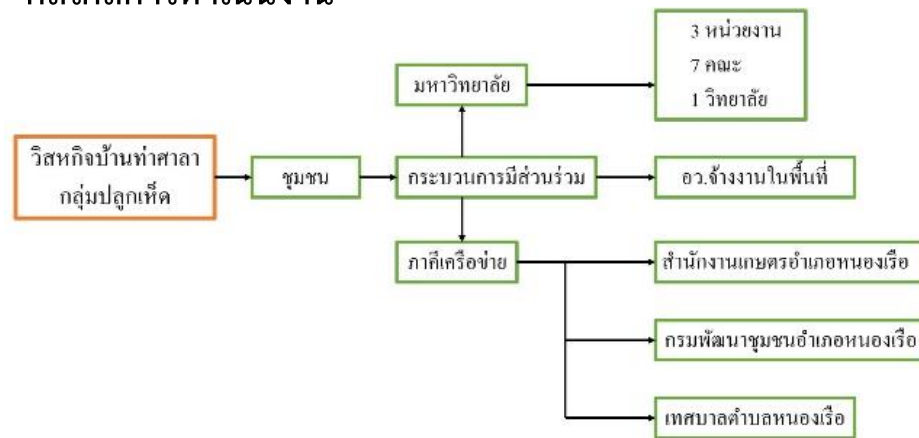 3 หน่วยงาน
7 คณะ
1 วิทยาลัย
มหาวิทยาลัย
วิสหกิจบ้านท่าศาลา
กลุ่มปลูกเห็ด
ชุมชน
กระบวนการมีส่วนร่วม
อว.จ้างงานในพื้นที่
ภาคีเครือข่าย
สำนักงานเกษตรอำเภอหนองเรือ
กรมพัฒนาชุมชนอำเภอหนองเรือ
เทศบาลตำบลหนองเรือ